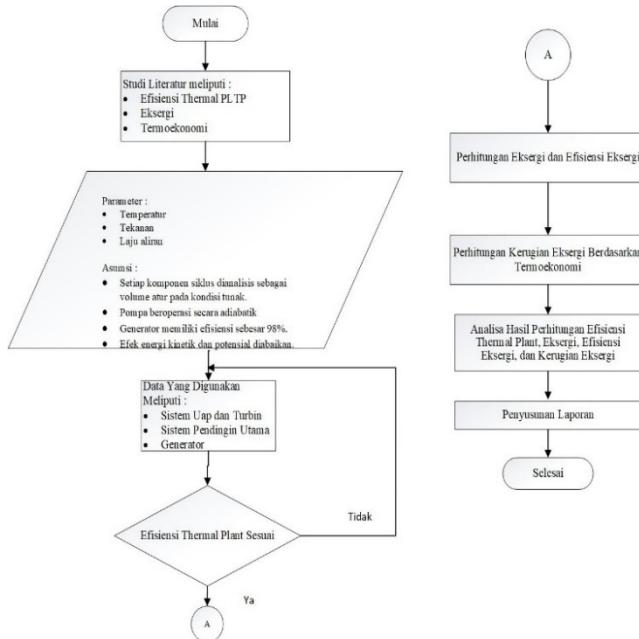 Mulai
Studi Literatur meliputi :
• Efisiensi Thermal PLTP
• Eksergi
• Termoekonomi
Parameter :
• Temperatur
• Tekanan
• Laju aliran
Asumsi :
• Setiap komponen siklus dianalisis sebagai
volume atur pada kondisi tunak.
• Pompa beroperasi secara adiabatik
• Generator memiliki efisiensi sebesar 98%.
• Efek energi kinetik dan potensial diabaikan.
Data Yang Digunakan
Meliputi :
• Sistem Uap dan Turbin
• Sistem Pendingin Utama
• Generator
Efisiensi Thermal Plant Sesuai
Tidak
Ya
A
A
Perhitungan Eksergi dan Efisiensi Eksergi
Perhitungan Kerugian Eksergi Berdasarkan
Termoekonomi
Analisa Hasil Perhitungan Efisiensi
Thermal Plant, Eksergi, Efisiensi
Eksergi, dan Kerugian Eksergi
Penyusunan Laporan
Selesai